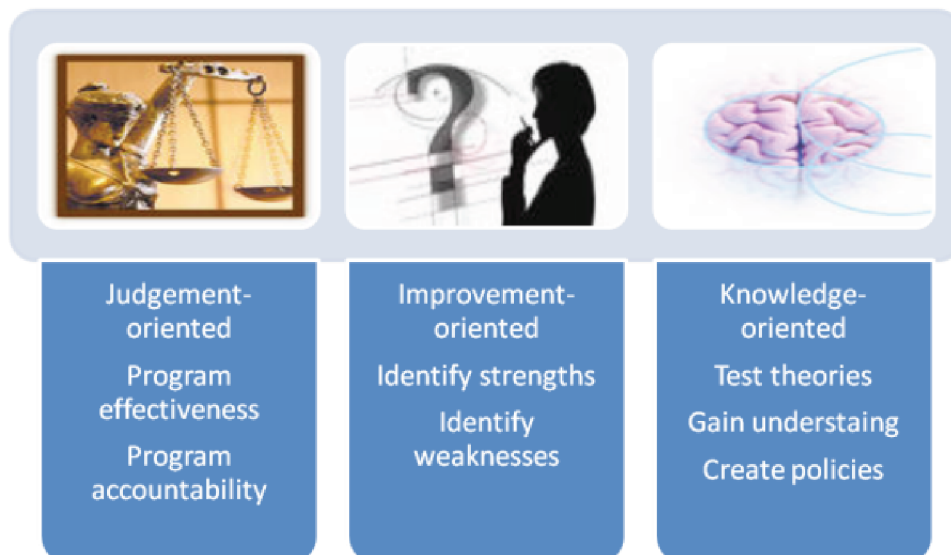 Judgement-
oriented
Program
effectiveness
Program
accountability
Improvement-
oriented
Identify strengths
Identify
weaknesses
Knowledge-
oriented
Test theories
Gain understaing
Create policies